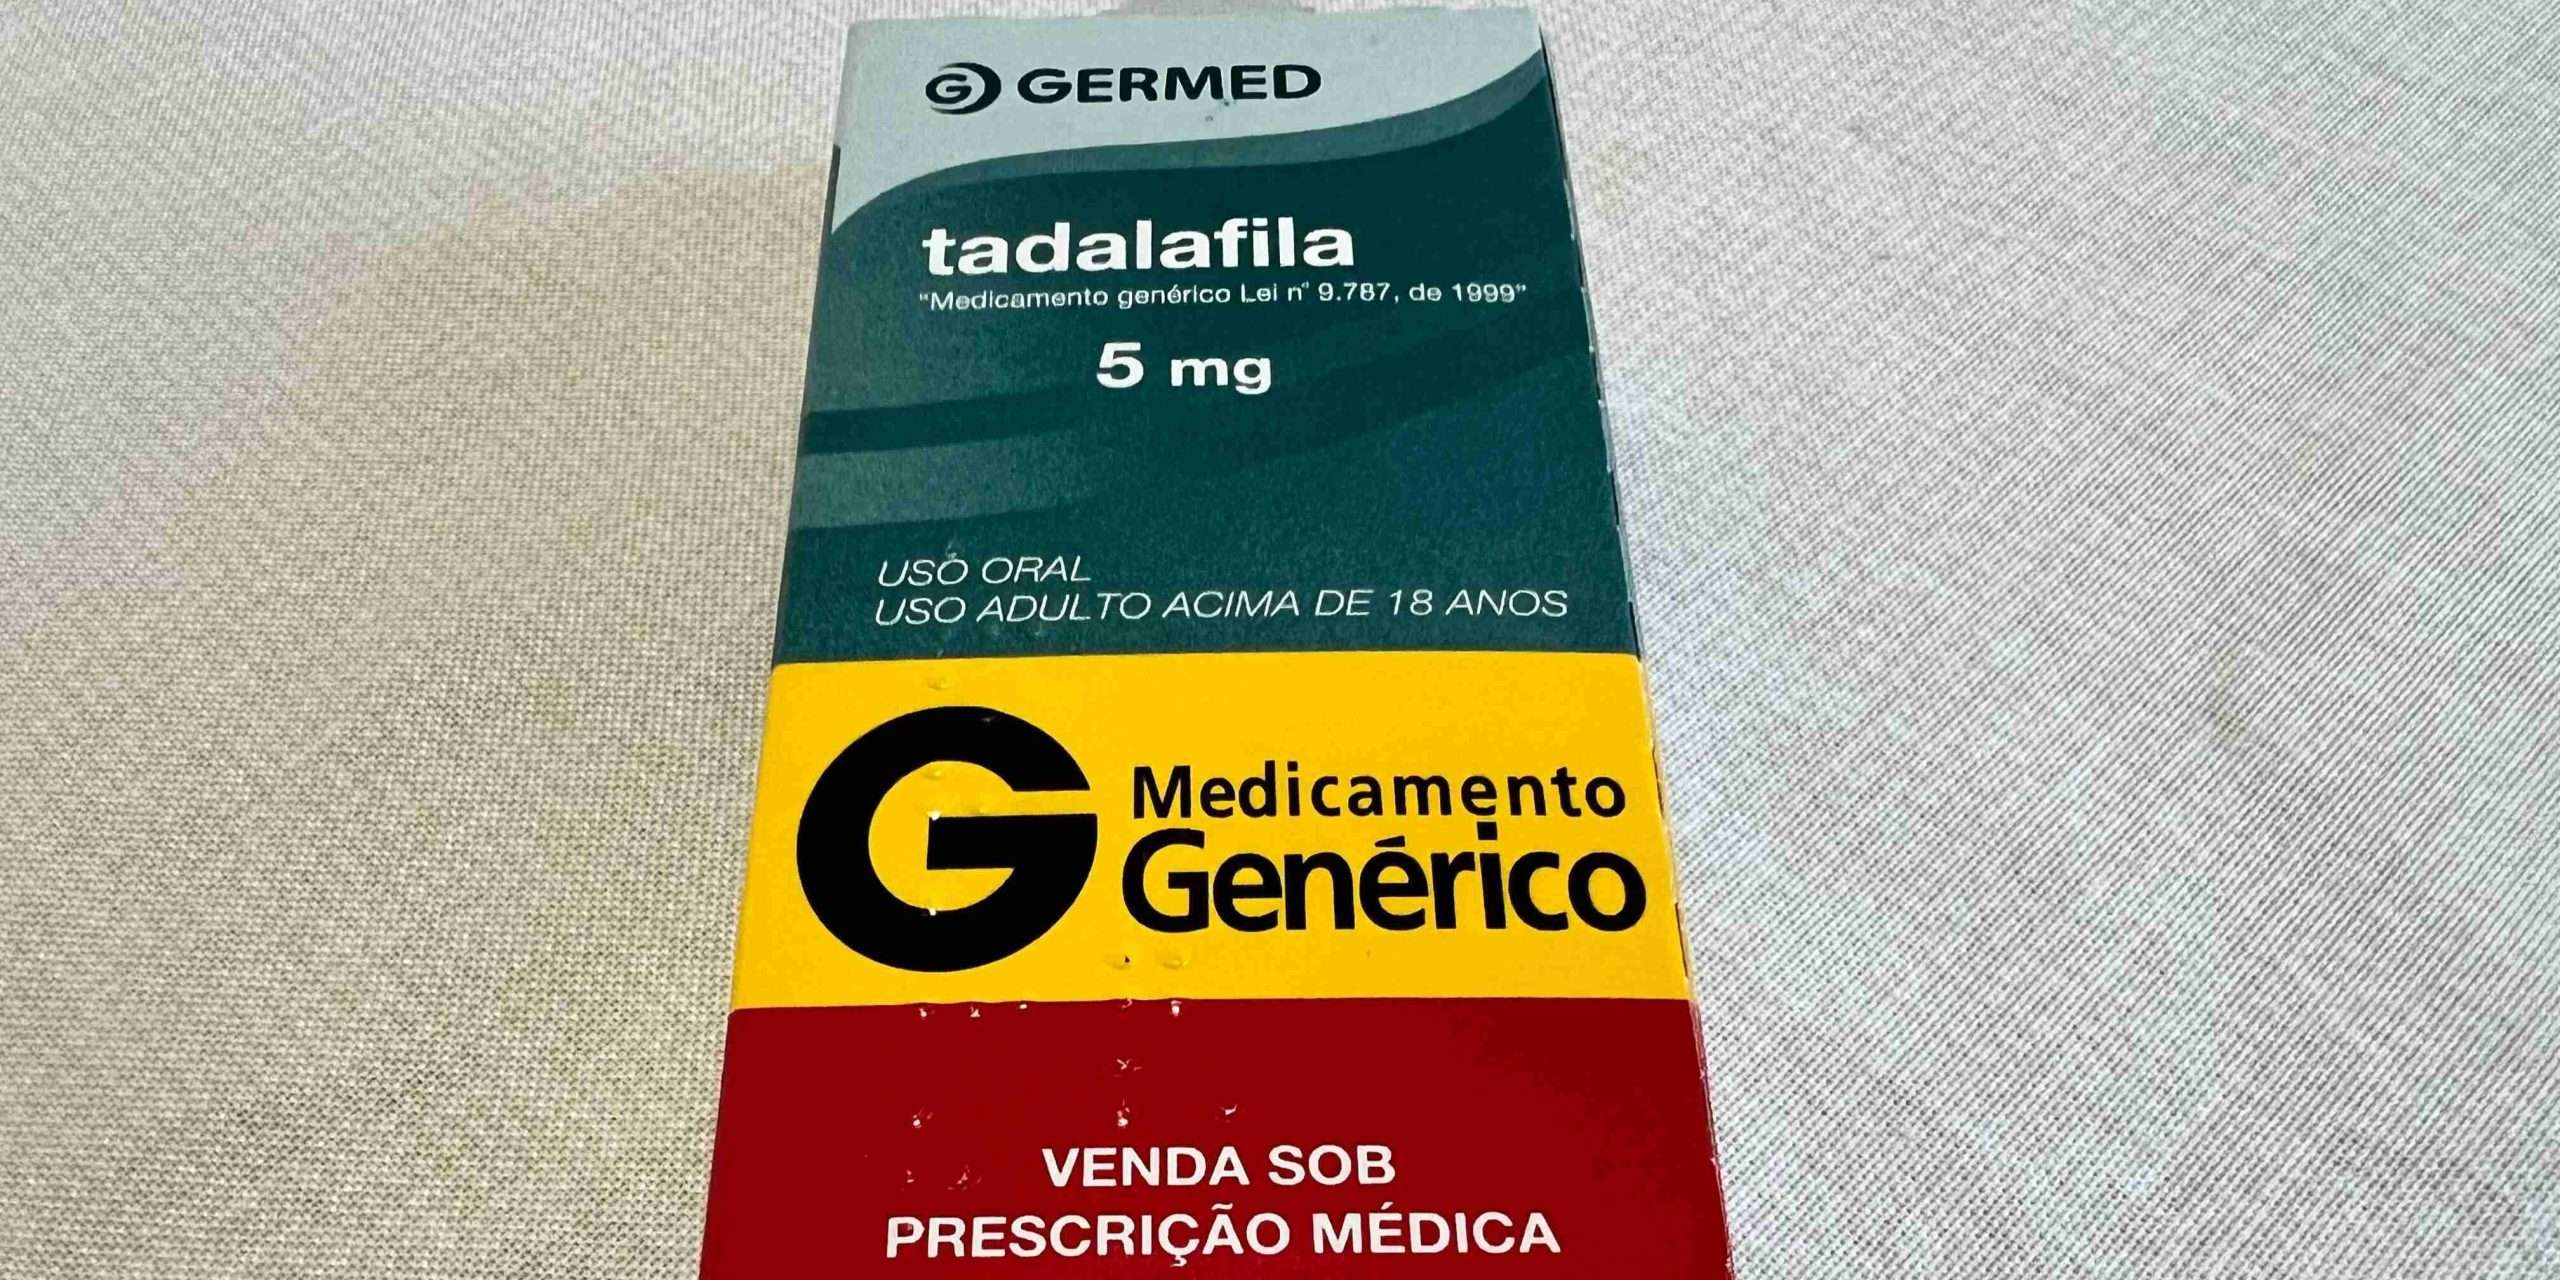 GERMED
tadalafila
"Medicamento genérico Lei nº 9.787, de 1999"
5 mg
USO ORAL
USO ADULTO ACIMA DE 18 ANOS
G Medicamento
Genérico
VENDA SOB
PRESCRIÇÃO MÉDICA